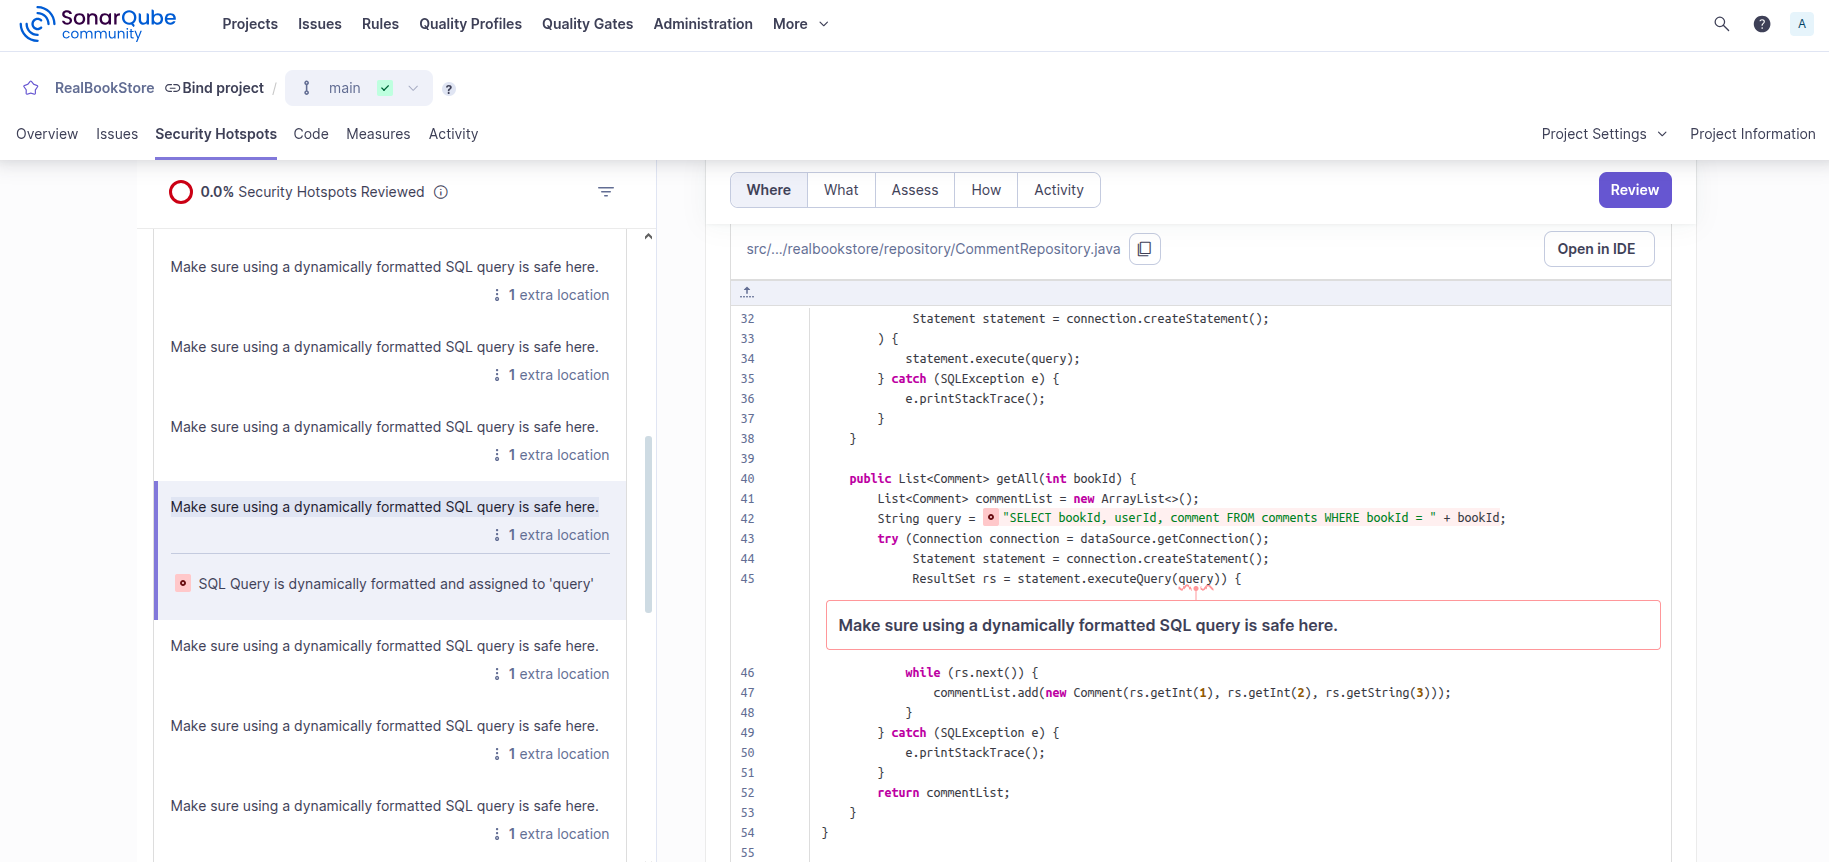 SonarQube
community
Projects Issues Rules Quality Profiles Quality Gates Administration More
? A
RealBookStore Bind project / main ?
Overview Issues Security Hotspots Code Measures Activity Project Settings Project Information
0.0% Security Hotspots Reviewed
Make sure using a dynamically formatted SQL query is safe here.
1 extra location
Make sure using a dynamically formatted SQL query is safe here.
1 extra location
Make sure using a dynamically formatted SQL query is safe here.
1 extra location
Make sure using a dynamically formatted SQL query is safe here.
1 extra location
SQL Query is dynamically formatted and assigned to 'query'
Make sure using a dynamically formatted SQL query is safe here.
1 extra location
Make sure using a dynamically formatted SQL query is safe here.
1 extra location
Make sure using a dynamically formatted SQL query is safe here.
1 extra location
Where What Assess How Activity Review
src/.../realbookstore/repository/CommentRepository.java Open in IDE
32 Statement statement = connection.createStatement();
33 ) {
34 statement.execute(query);
35 } catch (SQLException e) {
36 e.printStackTrace();
37 }
38 }
39
40 public List<Comment> getAll(int bookId) {
41 List<Comment> commentList = new ArrayList<>();
42 String query = "SELECT bookId, userId, comment FROM comments WHERE bookId = " + bookId;
43 try (Connection connection = dataSource.getConnection();
44 Statement statement = connection.createStatement();
45 ResultSet rs = statement.executeQuery(query)) {
Make sure using a dynamically formatted SQL query is safe here.
46 while (rs.next()) {
47 commentList.add(new Comment(rs.getInt(1), rs.getInt(2), rs.getString(3)));
48 }
49 } catch (SQLException e) {
50 e.printStackTrace();
51 }
52 return commentList;
53 }
54 }
55